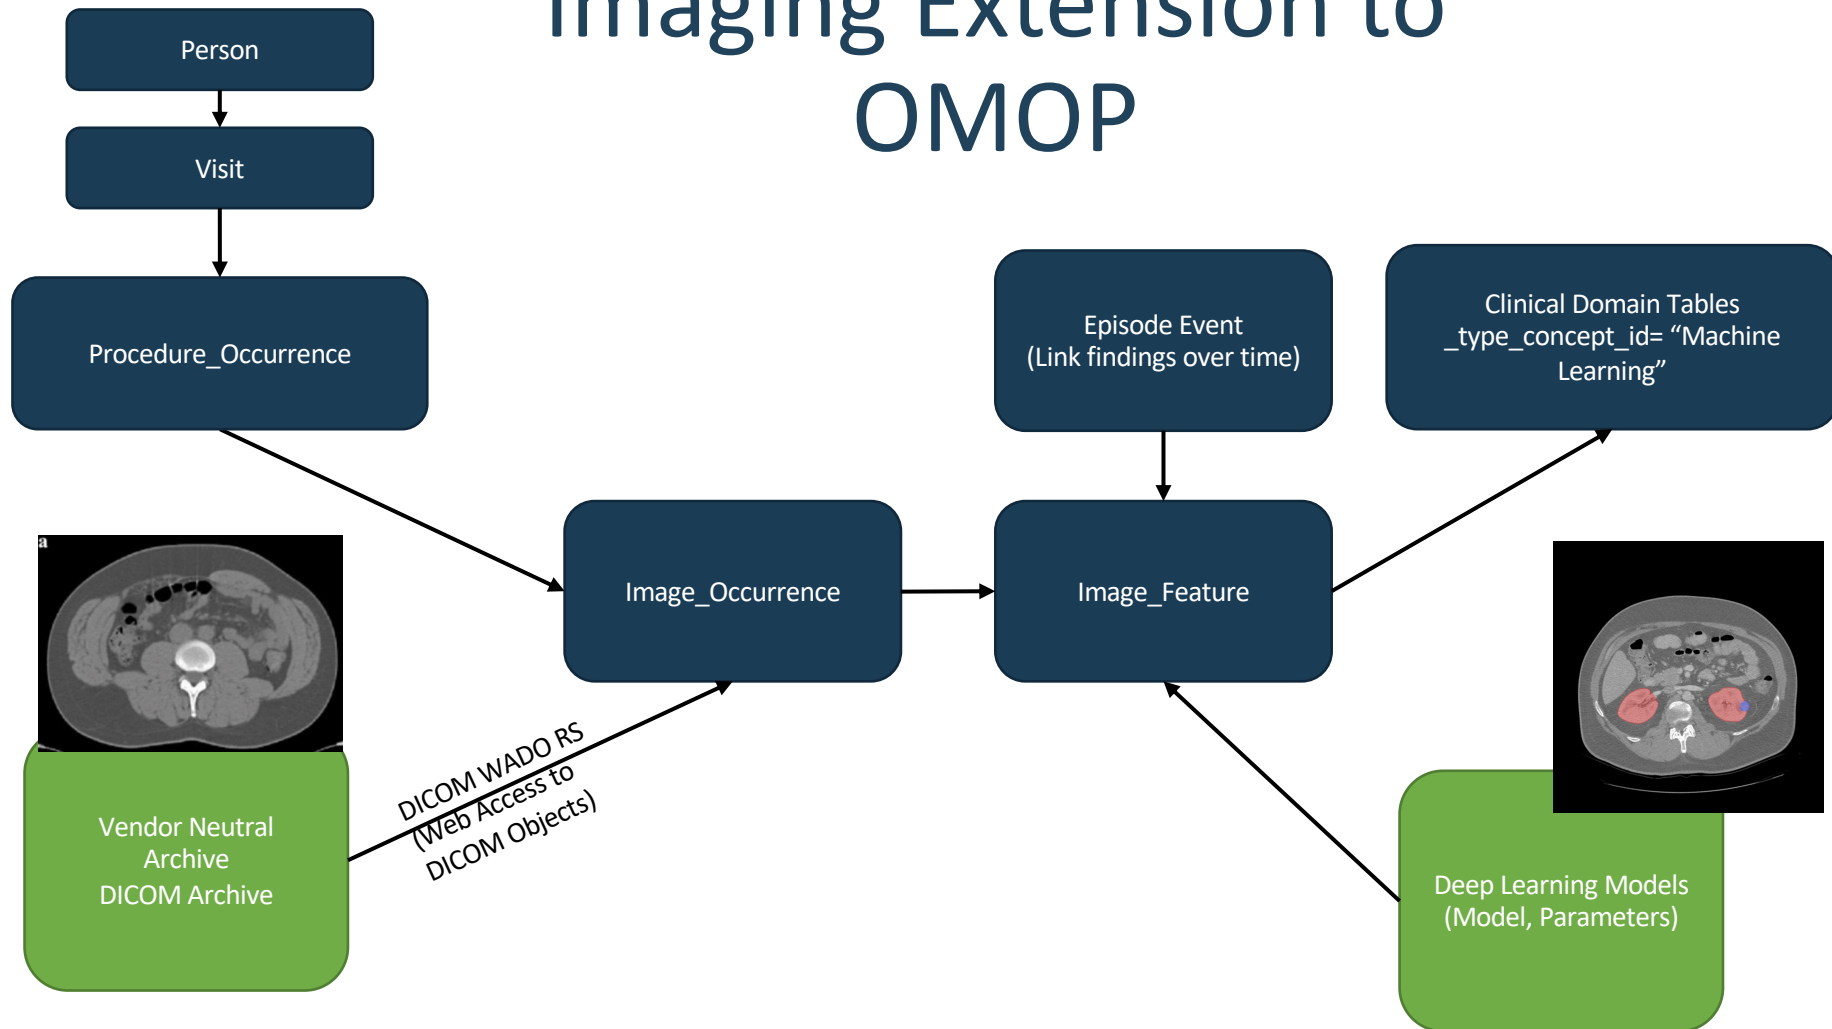 Imaging Extension to
OMOP
Person
Visit
Procedure_Occurrence
Episode Event
(Link findings over time)
Clinical Domain Tables
_type_concept_id= “Machine
Learning”
a
Image_Occurrence
Image_Feature
DICOM WADO RS
(Web Access to
DICOM Objects)
Vendor Neutral
Archive
DICOM Archive
Deep Learning Models
(Model, Parameters)